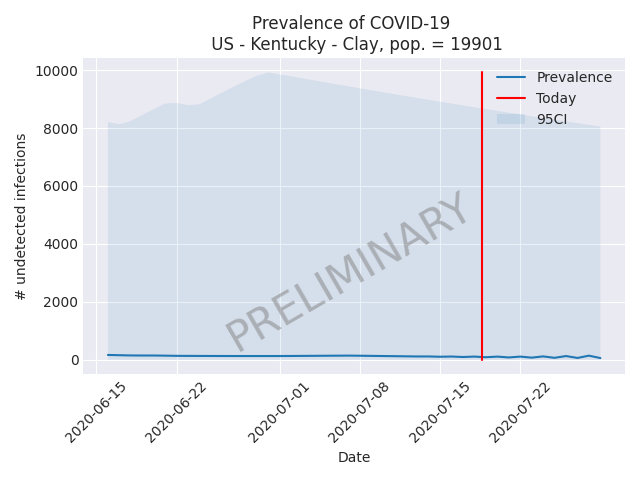 Prevalence of COVID-19
US - Kentucky - Clay, pop. = 19901
# undetected infections
10000
8000
6000
4000
2000
0
Prevalence
Today
95CI
PRELIMINARY
2020-06-15
2020-06-22
2020-07-01
2020-07-08
2020-07-15
2020-07-22
Date